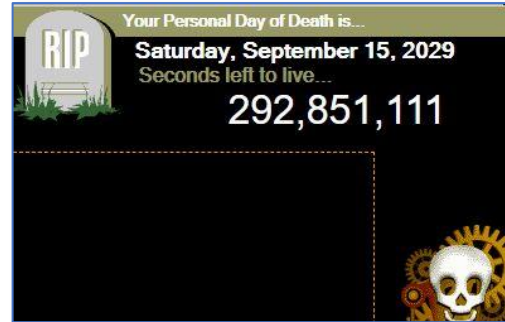 Your Personal Day of Death is...
RIP
Saturday, September 15, 2029
Seconds left to live...
292,851,111